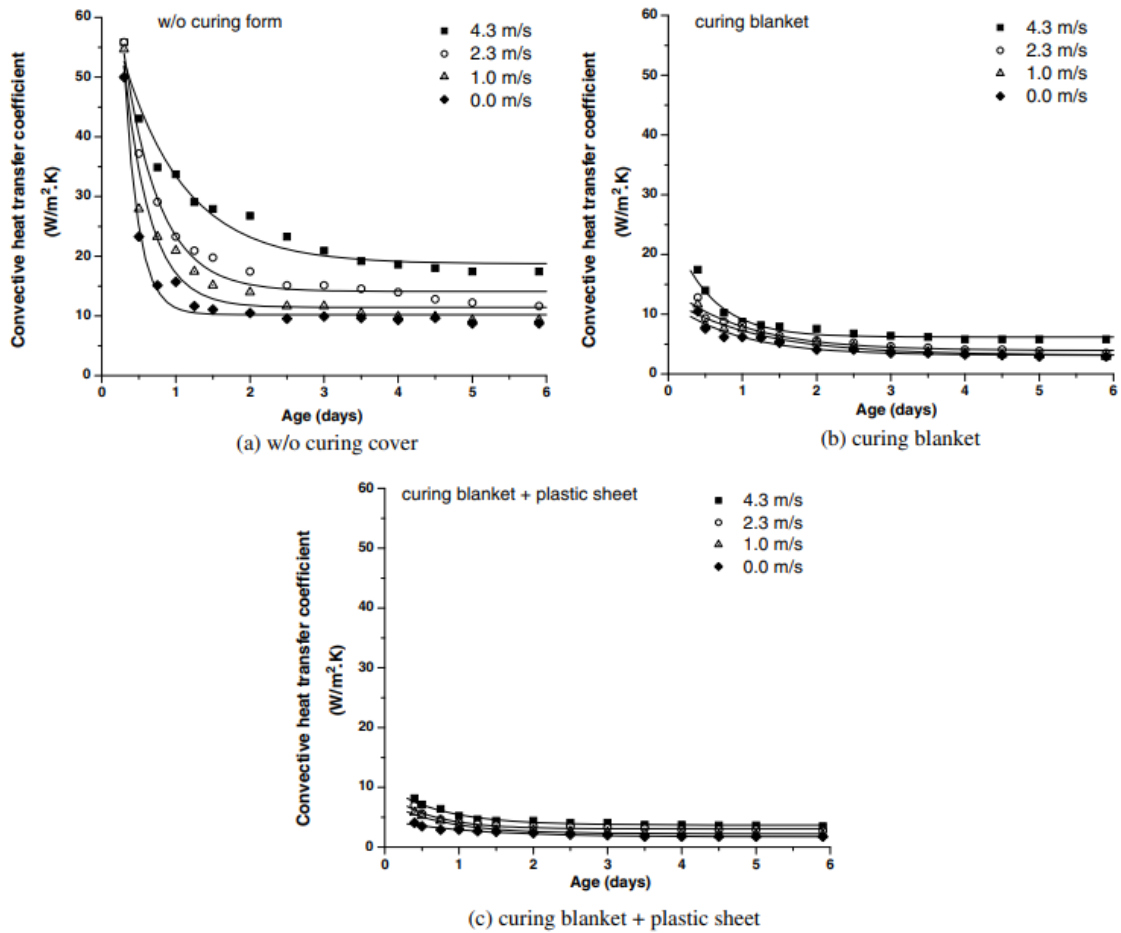 w/o curing form
4.3 m/s
2.3 m/s
1.0 m/s
0.0 m/s
60
50
40
30
20
10
0
0 1 2 3 4 5 6
Convective heat transfer coefficient
(W/m².K)
Age (days)
(a) w/o curing cover
curing blanket
4.3 m/s
2.3 m/s
1.0 m/s
0.0 m/s
60
50
40
30
20
10
0
0 1 2 3 4 5 6
Convective heat transfer coefficient
(W/m².K)
Age (days)
(b) curing blanket
curing blanket + plastic sheet
4.3 m/s
2.3 m/s
1.0 m/s
0.0 m/s
60
50
40
30
20
10
0
0 1 2 3 4 5 6
Convective heat transfer coefficient
(W/m².K)
Age (days)
(c) curing blanket + plastic sheet